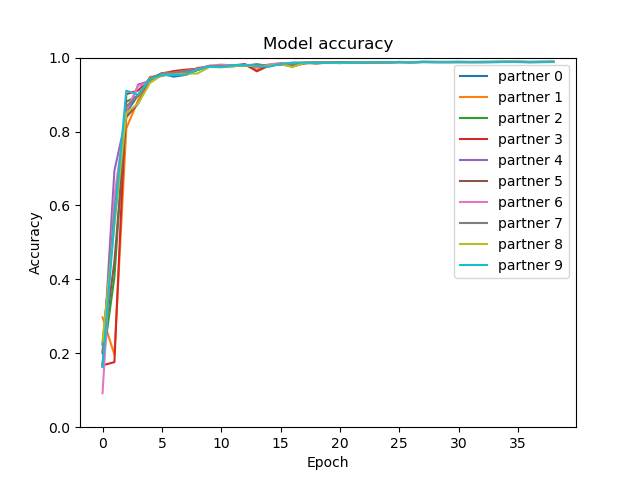 Model accuracy
1.0
0.8
0.6
0.4
0.2
0.0
Accuracy
0 5 10 15 20 25 30 35
Epoch
partner 0
partner 1
partner 2
partner 3
partner 4
partner 5
partner 6
partner 7
partner 8
partner 9